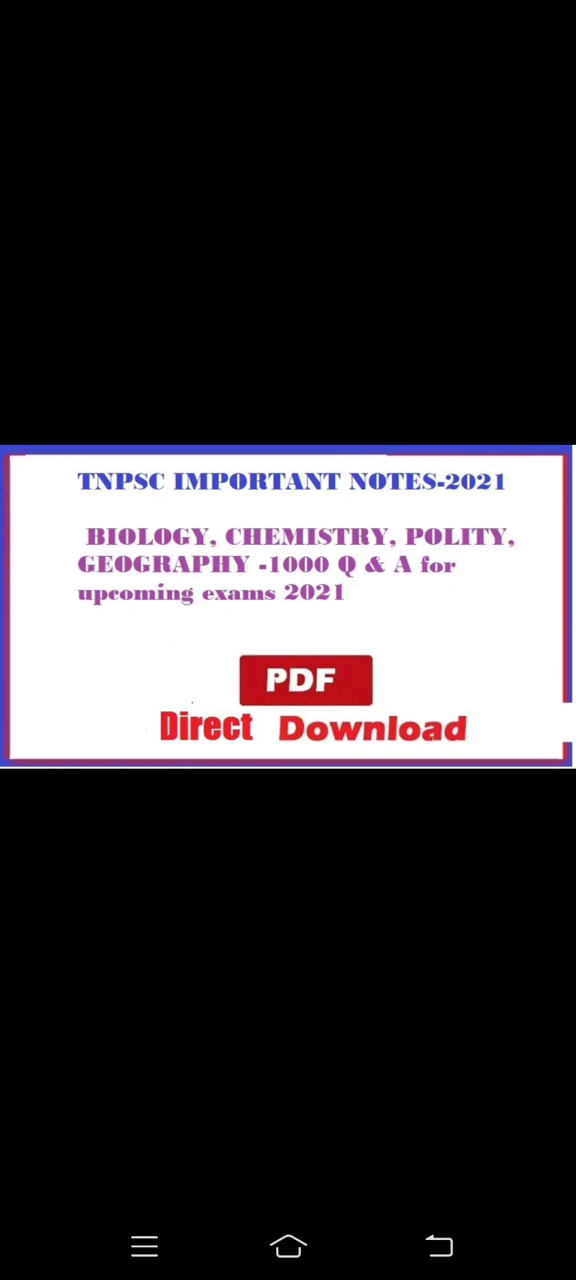 TNPSC IMPORTANT NOTES-2021
BIOLOGY, CHEMISTRY, POLITY,
GEOGRAPHY -1000 Q & A for
upcoming exams 2021
PDF
Direct Download